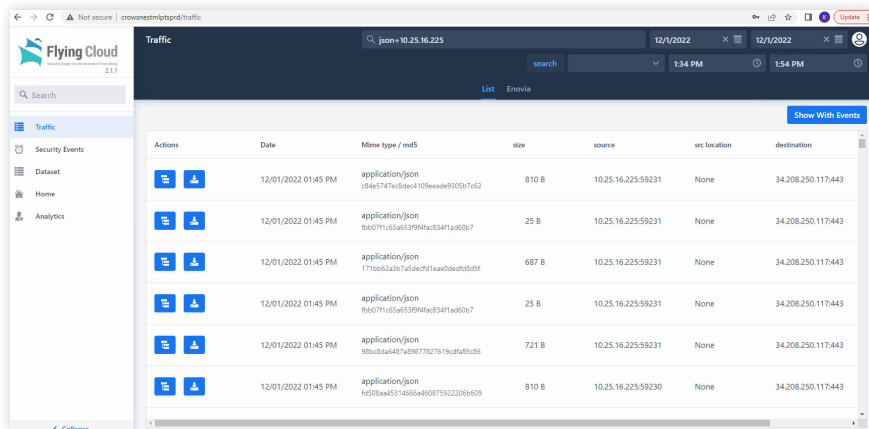 Not secure | crowsnestmlptsprd/traffic
K
Update
Flying Cloud
2.1.1
Search
Traffic
Security Events
Dataset
Home
Analytics
Collapse
Traffic
json+10.25.16.225
12/1/2022
12/1/2022
search
1:34 PM
1:54 PM
List Enovia
Show With Events
Actions Date Mime type / md5 size source src location destination
12/01/2022 01:45 PM application/json 810 B 10.25.16.225:59231 None 34.208.250.117:443
c84e5747ec8dec4109eeade9305b7c62
12/01/2022 01:45 PM application/json 25 B 10.25.16.225:59231 None 34.208.250.117:443
fbb07f1c65a653f9f4fac834f1ad60b7
12/01/2022 01:45 PM application/json 687 B 10.25.16.225:59231 None 34.208.250.117:443
171bb62a3b7a5decfd1eae0dedfd8d5f
12/01/2022 01:45 PM application/json 25 B 10.25.16.225:59231 None 34.208.250.117:443
fbb07f1c65a653f9f4fac834f1ad60b7
12/01/2022 01:45 PM application/json 721 B 10.25.16.225:59231 None 34.208.250.117:443
98bc8da6487e89877827619cdfa85c86
12/01/2022 01:45 PM application/json 810 B 10.25.16.225:59230 None 34.208.250.117:443
fd508aa45314666a460875922206b609